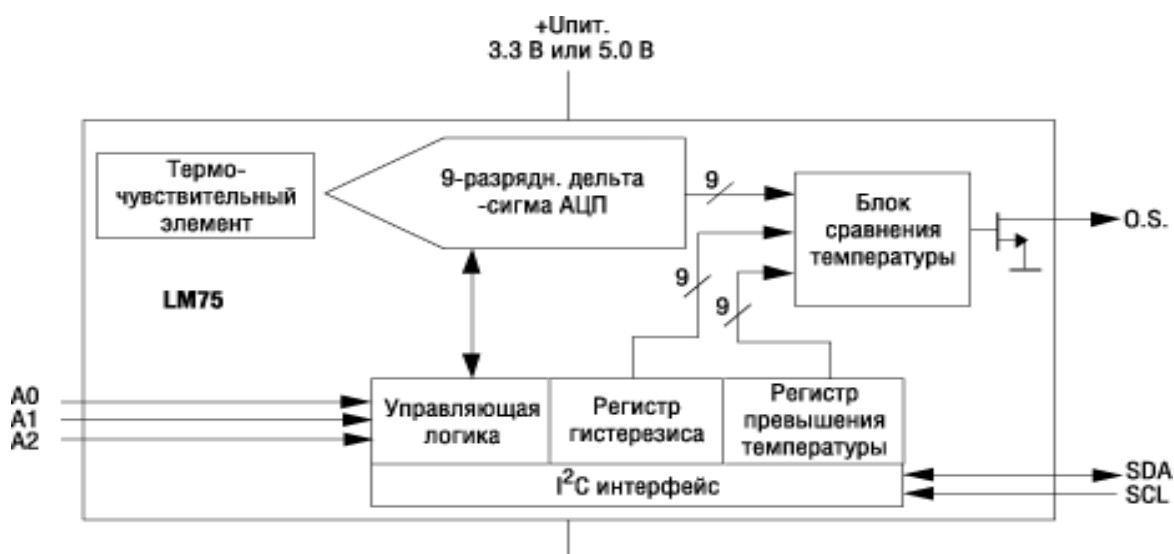 +Uпит.
3.3 В или 5.0 В
Термо-
чувствительный
элемент
9-разрядн. дельта
-сигма АЦП
9
Блок
сравнения
температуры
O.S.
9
9
LM75
A0
A1
A2
Управляющая
логика
Регистр
гистерезиса
Регистр
превышения
температуры
I²C интерфейс
SDA
SCL